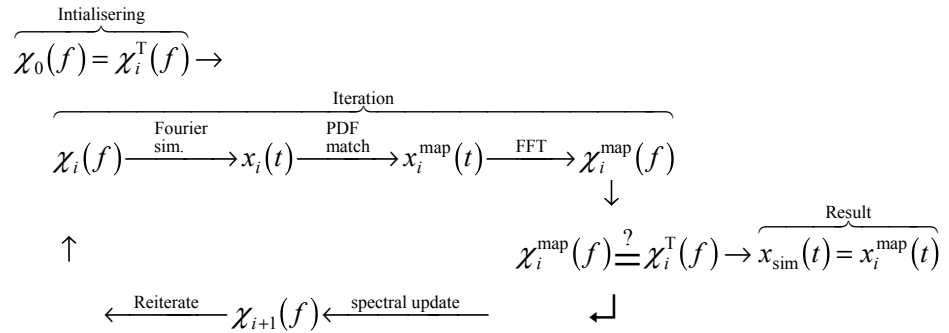 Intialisering
χ₀(f) = χᵢᵀ(f) →
Iteration
χᵢ(f) —Fourier sim.→ xᵢ(t) —PDF match→ xᵢᵐᵃᵖ(t) —FFT→ χᵢᵐᵃᵖ(f)
↓
Result
↑ χᵢᵐᵃᵖ(f) =? χᵢᵀ(f) → x_sim(t) = xᵢᵐᵃᵖ(t)
←Reiterate— χᵢ₊₁(f) ←spectral update— ↵